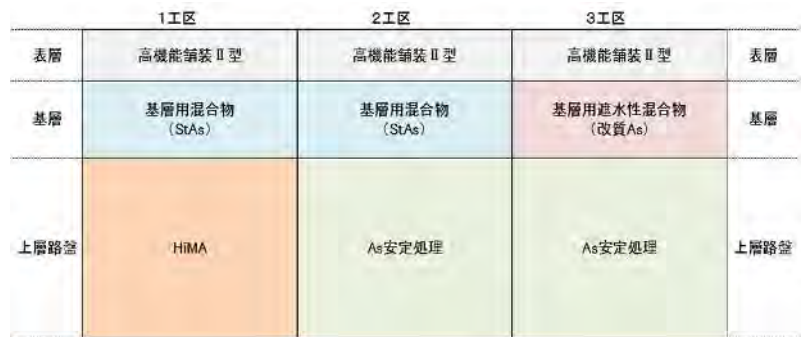 1工区 2工区 3工区
表層 高機能舗装Ⅱ型 高機能舗装Ⅱ型 高機能舗装Ⅱ型 表層
基層 基層用混合物 基層用混合物 基層用遮水性混合物 基層
(StAs) (StAs) (改質As)
上層路盤 HiMA As安定処理 As安定処理 上層路盤